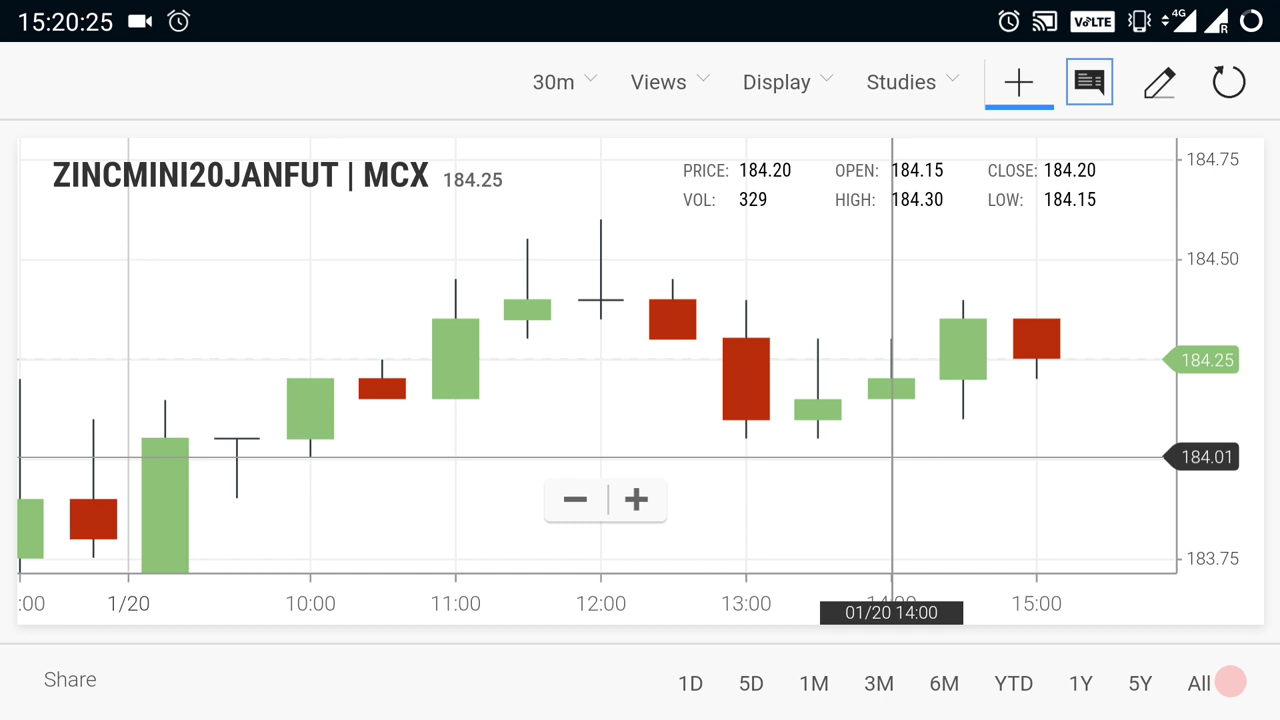 15:20:25 VoLTE 4G R
30m Views Display Studies
ZINCMINI20JANFUT | MCX 184.25
PRICE: 184.20 OPEN: 184.15 CLOSE: 184.20
VOL: 329 HIGH: 184.30 LOW: 184.15
184.75
184.50
184.25
184.01
183.75
:00 1/20 10:00 11:00 12:00 13:00 14:00 15:00
01/20 14:00
Share 1D 5D 1M 3M 6M YTD 1Y 5Y All